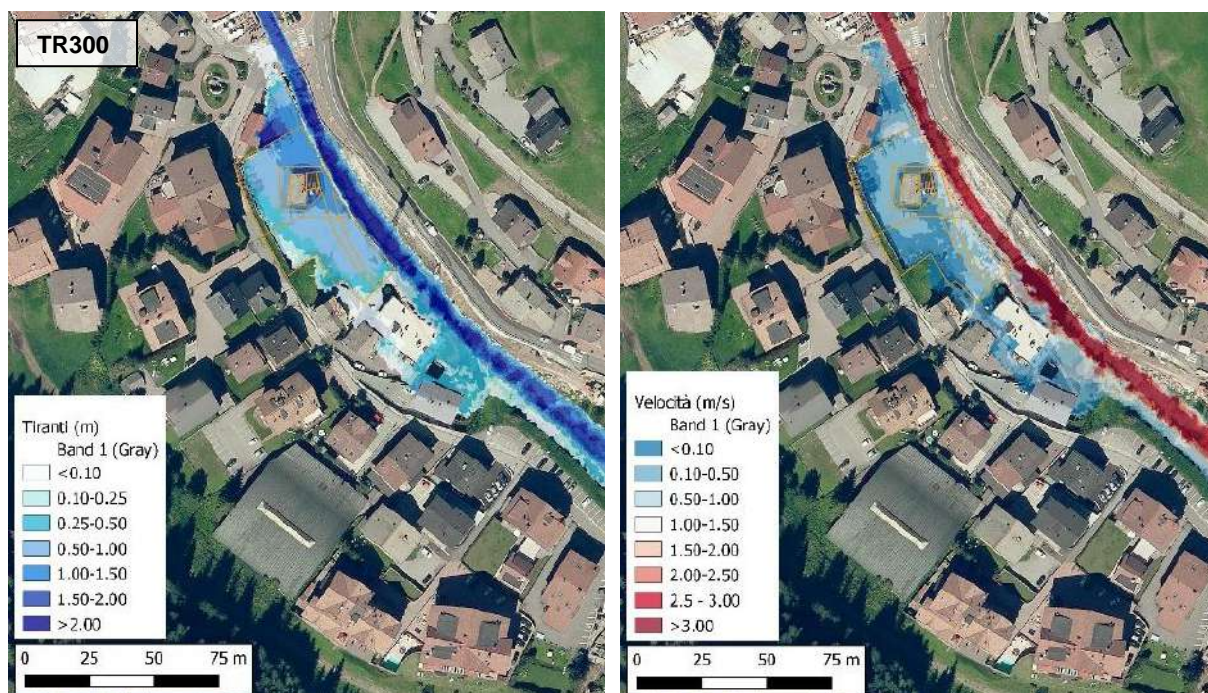 TR300
Tiranti (m)
Band 1 (Gray)
<0.10
0.10-0.25
0.25-0.50
0.50-1.00
1.00-1.50
1.50-2.00
>2.00
0 25 50 75 m
Velocità (m/s)
Band 1 (Gray)
<0.10
0.10-0.50
0.50-1.00
1.00-1.50
1.50-2.00
2.00-2.50
2.5 - 3.00
>3.00
0 25 50 75 m